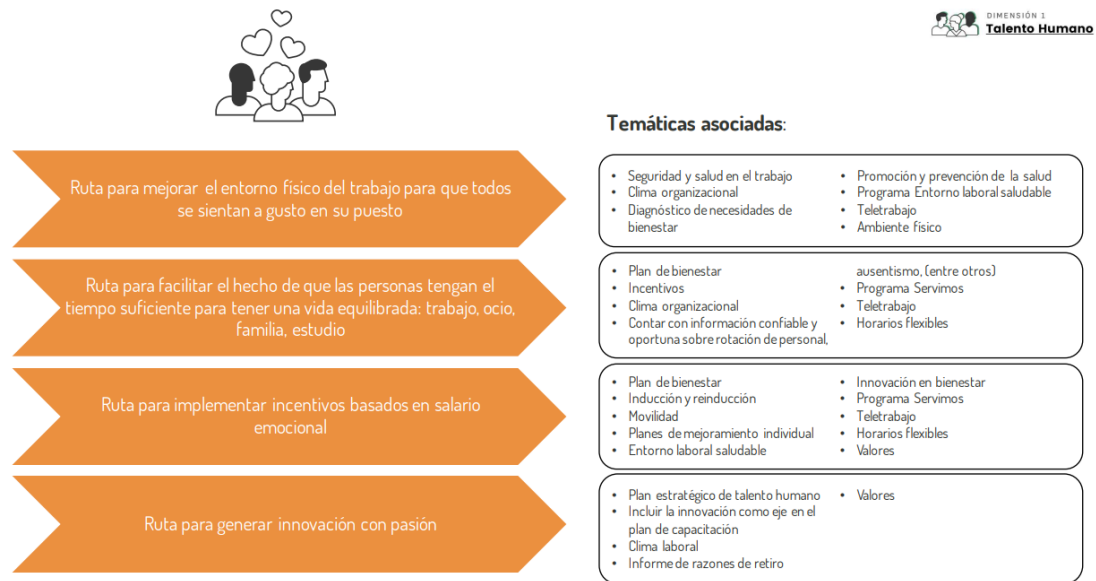 DIMENSIÓN 1
Talento Humano
Temáticas asociadas:
Ruta para mejorar el entorno físico del trabajo para que todos
se sientan a gusto en su puesto
• Seguridad y salud en el trabajo
• Clima organizacional
• Diagnóstico de necesidades de
bienestar
• Promoción y prevención de la salud
• Programa Entorno laboral saludable
• Teletrabajo
• Ambiente físico
Ruta para facilitar el hecho de que las personas tengan el
tiempo suficiente para tener una vida equilibrada: trabajo, ocio,
familia, estudio
• Plan de bienestar
• Incentivos
• Clima organizacional
• Contar con información confiable y
oportuna sobre rotación de personal,
ausentismo, (entre otros)
• Programa Servimos
• Teletrabajo
• Horarios flexibles
Ruta para implementar incentivos basados en salario
emocional
• Plan de bienestar
• Inducción y reinducción
• Movilidad
• Planes de mejoramiento individual
• Entorno laboral saludable
• Innovación en bienestar
• Programa Servimos
• Teletrabajo
• Horarios flexibles
• Valores
Ruta para generar innovación con pasión
• Plan estratégico de talento humano
• Incluir la innovación como eje en el
plan de capacitación
• Clima laboral
• Informe de razones de retiro
• Valores